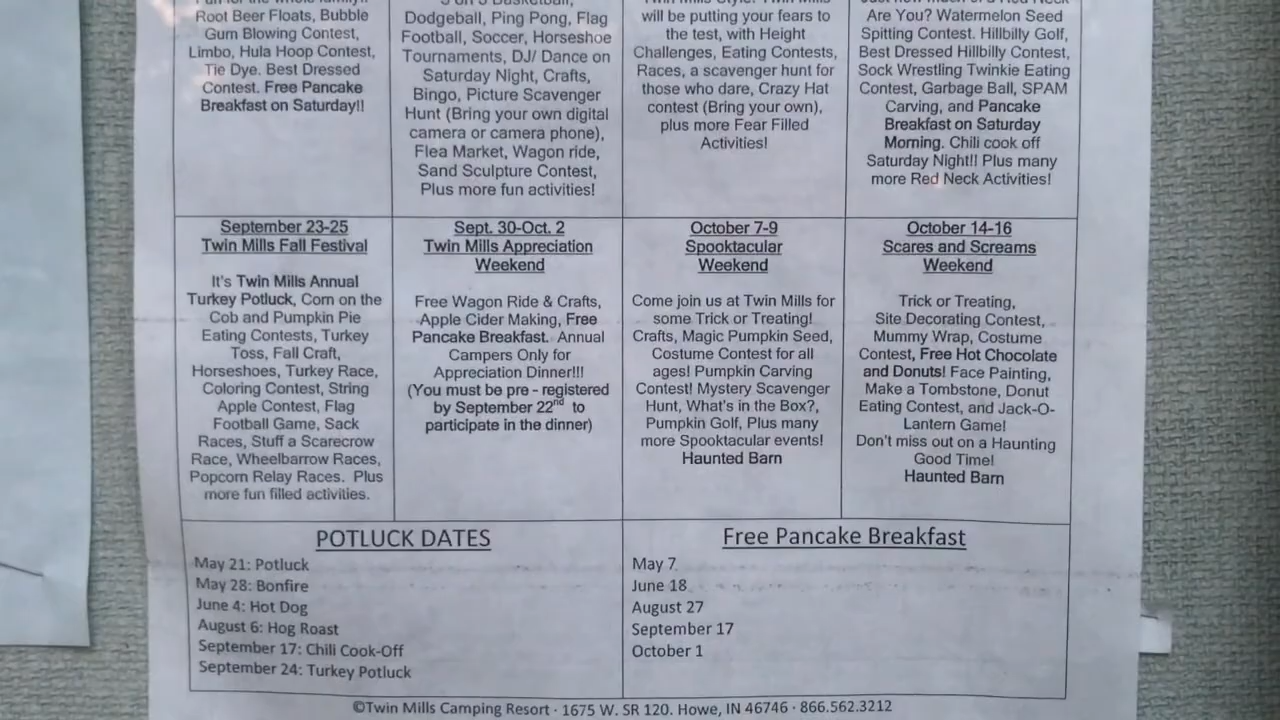 Root Beer Floats, Bubble
Gum Blowing Contest,
Limbo, Hula Hoop Contest,
Tie Dye. Best Dressed
Contest. Free Pancake
Breakfast on Saturday!!
Dodgeball, Ping Pong, Flag
Football, Soccer, Horseshoe
Tournaments, DJ/ Dance on
Saturday Night, Crafts,
Bingo, Picture Scavenger
Hunt (Bring your own digital
camera or camera phone),
Flea Market, Wagon ride,
Sand Sculpture Contest,
Plus more fun activities!
will be putting your fears to
the test, with Height
Challenges, Eating Contests,
Races, a scavenger hunt for
those who dare, Crazy Hat
contest (Bring your own),
plus more Fear Filled
Activities!
Are You? Watermelon Seed
Spitting Contest. Hillbilly Golf,
Best Dressed Hillbilly Contest,
Sock Wrestling Twinkie Eating
Contest, Garbage Ball, SPAM
Carving, and Pancake
Breakfast on Saturday
Morning. Chili cook off
Saturday Night!! Plus many
more Red Neck Activities!
September 23-25
Twin Mills Fall Festival
It's Twin Mills Annual
Turkey Potluck, Corn on the
Cob and Pumpkin Pie
Eating Contests, Turkey
Toss, Fall Craft,
Horseshoes, Turkey Race,
Coloring Contest, String
Apple Contest, Flag
Football Game, Sack
Races, Stuff a Scarecrow
Race, Wheelbarrow Races,
Popcorn Relay Races. Plus
more fun filled activities.
Sept. 30-Oct. 2
Twin Mills Appreciation
Weekend
Free Wagon Ride & Crafts,
Apple Cider Making, Free
Pancake Breakfast. Annual
Campers Only for
Appreciation Dinner!!!
(You must be pre - registered
by September 22nd to
participate in the dinner)
October 7-9
Spooktacular
Weekend
Come join us at Twin Mills for
some Trick or Treating!
Crafts, Magic Pumpkin Seed,
Costume Contest for all
ages! Pumpkin Carving
Contest! Mystery Scavenger
Hunt, What's in the Box?,
Pumpkin Golf, Plus many
more Spooktacular events!
Haunted Barn
October 14-16
Scares and Screams
Weekend
Trick or Treating,
Site Decorating Contest,
Mummy Wrap, Costume
Contest, Free Hot Chocolate
and Donuts! Face Painting,
Make a Tombstone, Donut
Eating Contest, and Jack-O-
Lantern Game!
Don't miss out on a Haunting
Good Time!
Haunted Barn
POTLUCK DATES
May 21: Potluck
May 28: Bonfire
June 4: Hot Dog
August 6: Hog Roast
September 17: Chili Cook-Off
September 24: Turkey Potluck
Free Pancake Breakfast
May 7
June 18
August 27
September 17
October 1
©Twin Mills Camping Resort · 1675 W. SR 120. Howe, IN 46746 · 866.562.3212